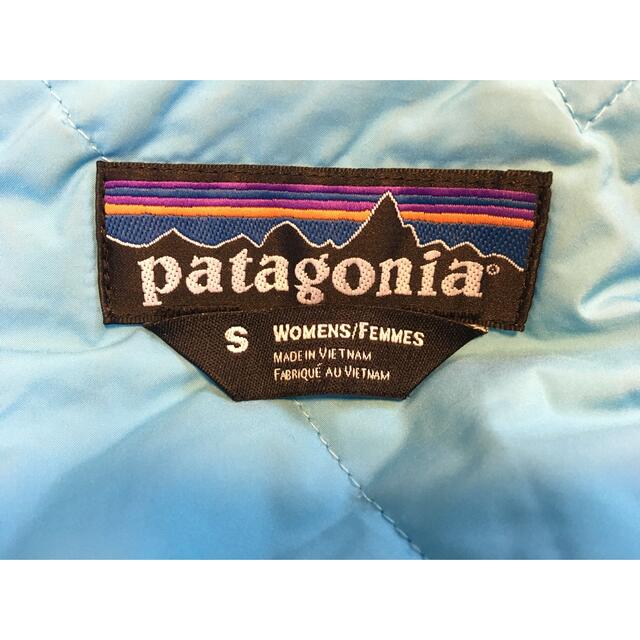 patagonia®
S WOMENS/FEMMES
MADE IN VIETNAM
FABRIQUÉ AU VIETNAM